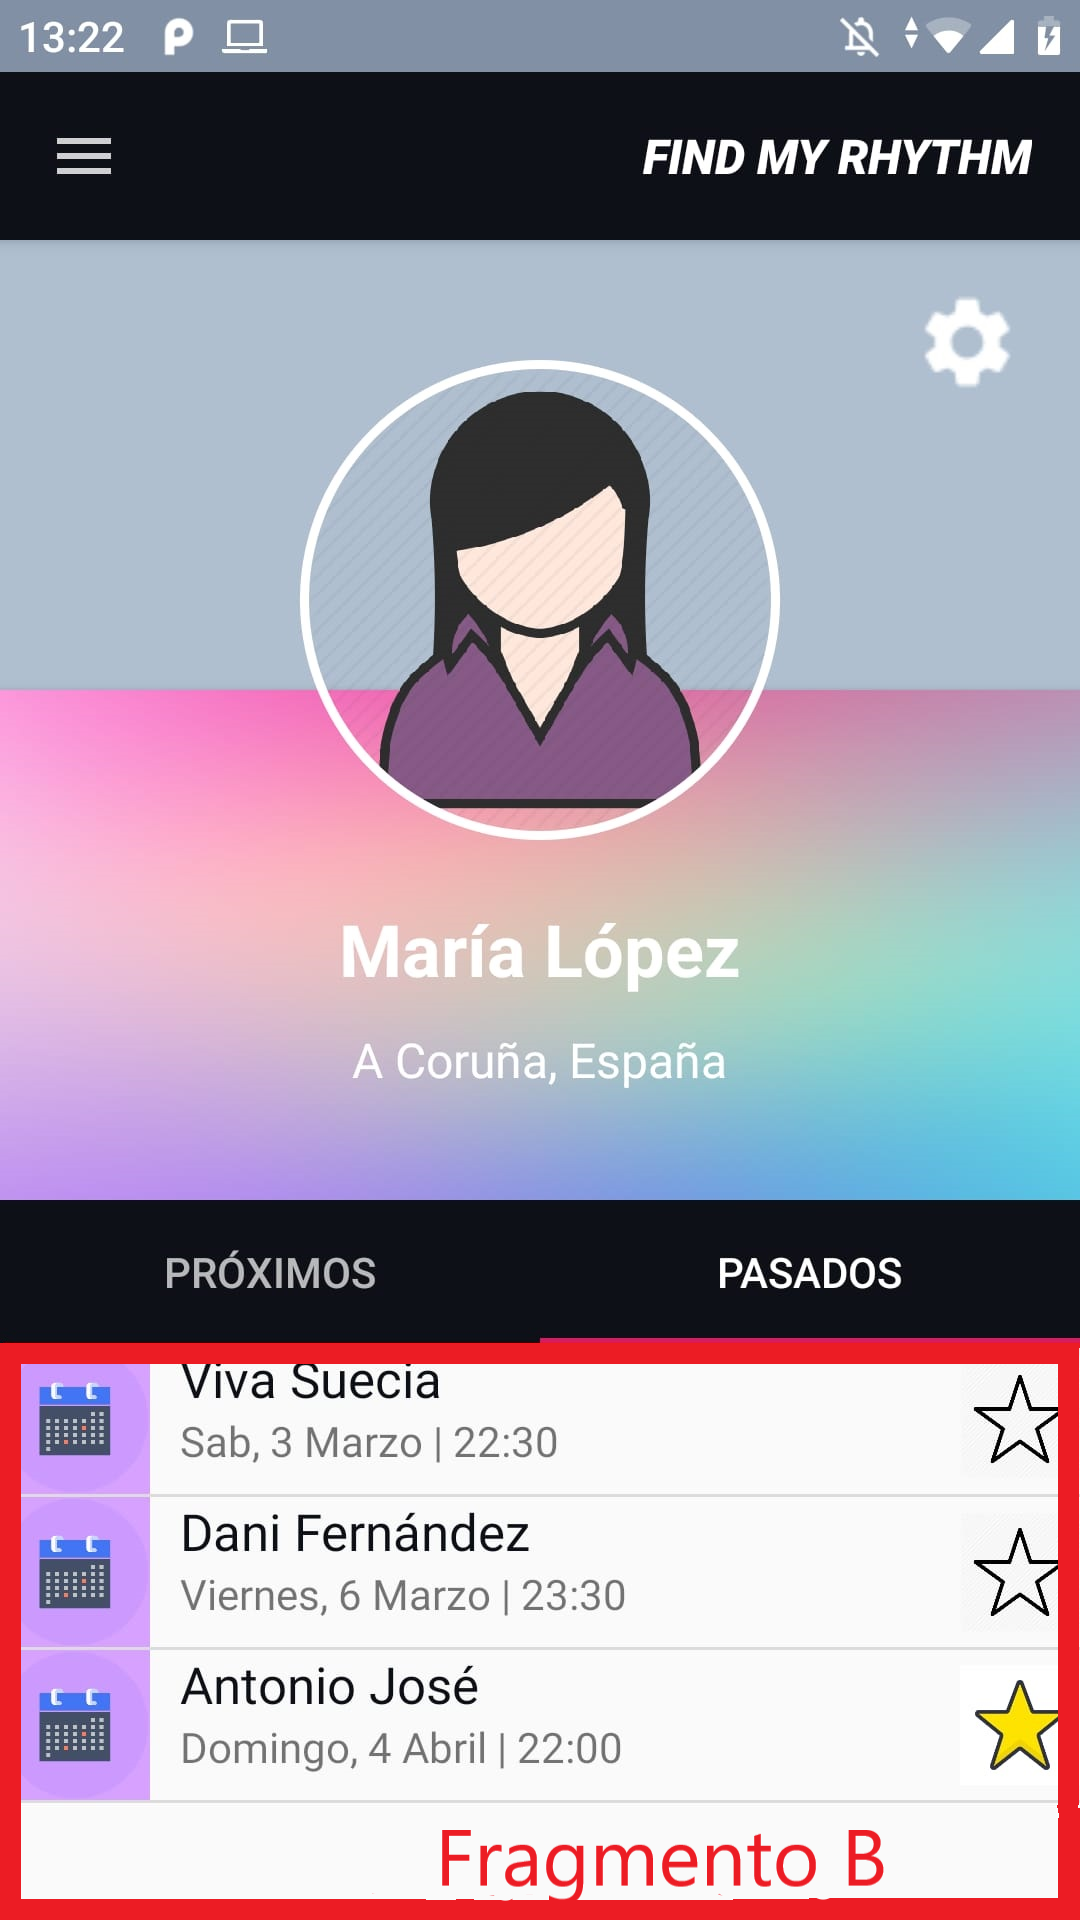 13:22
FIND MY RHYTHM
María López
A Coruña, España
PRÓXIMOS
PASADOS
Viva Suecia
Sab, 3 Marzo | 22:30
Dani Fernández
Viernes, 6 Marzo | 23:30
Antonio José
Domingo, 4 Abril | 22:00
Fragmento B